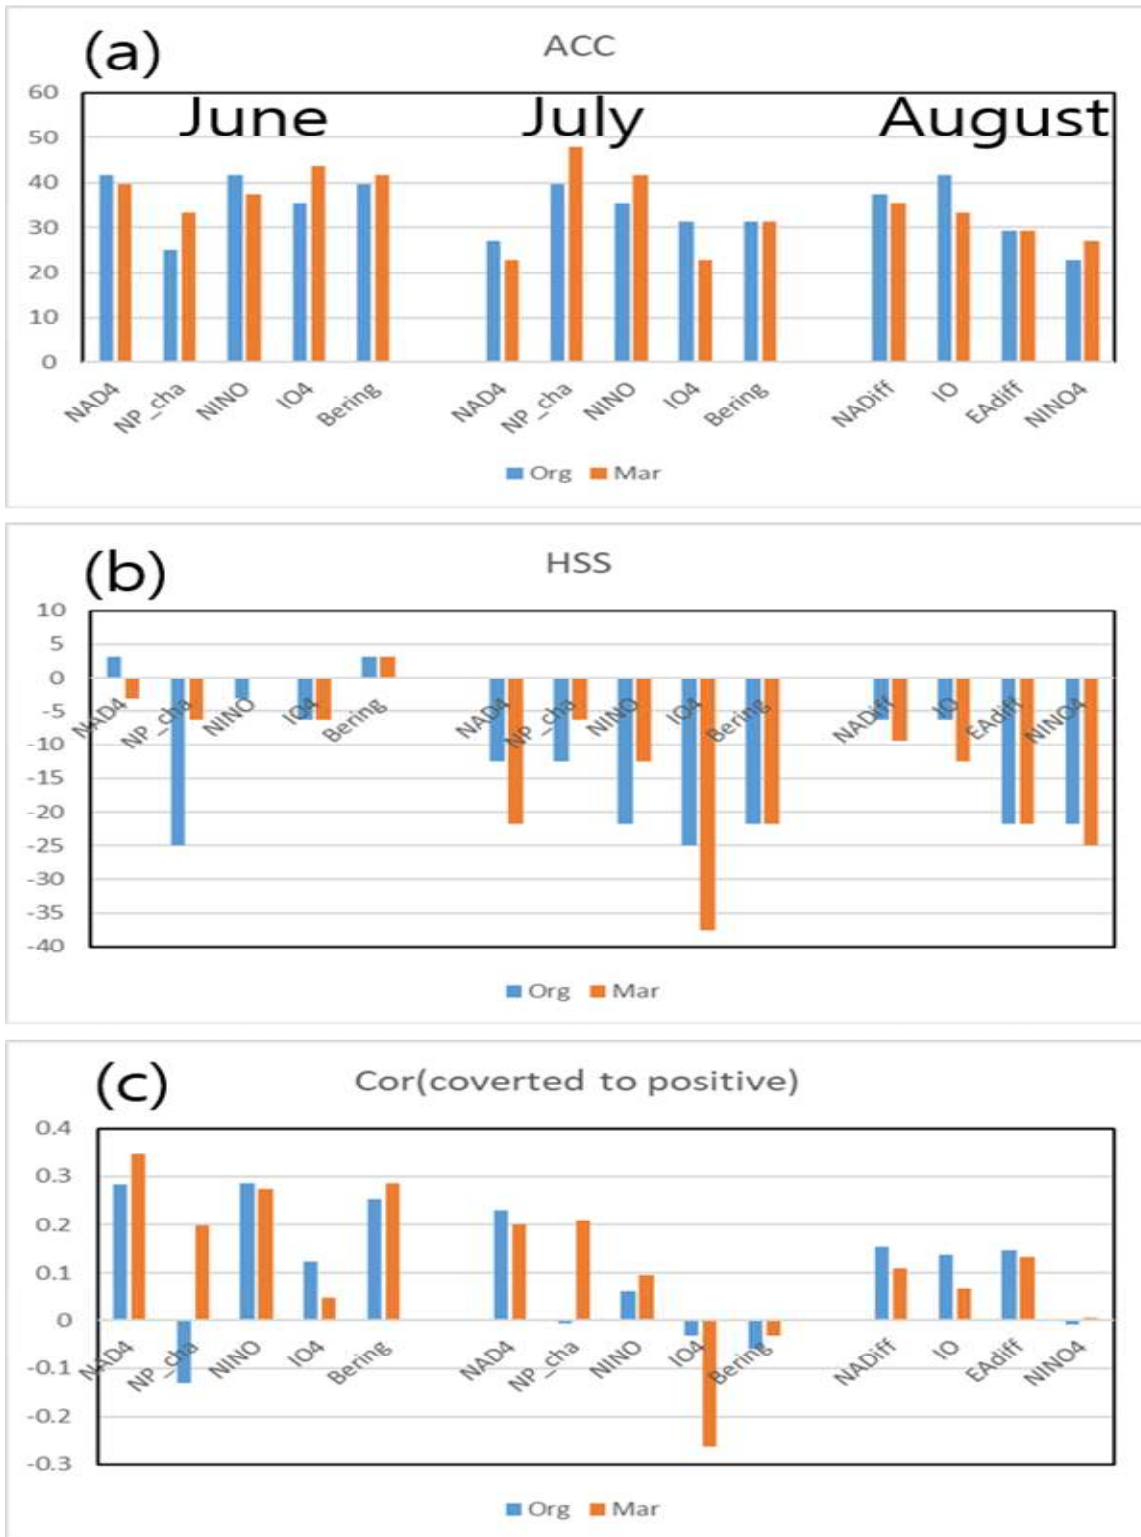 (a)
ACC
60
50
40
30
20
10
0
June July August
NAD4 NP_cha NINO IO4 Bering NAD4 NP_cha NINO IO4 Bering NADiff IO EAdiff NINO4
Org Mar
(b)
HSS
10
5
0
-5
-10
-15
-20
-25
-30
-35
-40
NAD4 NP_cha NINO IO4 Bering NAD4 NP_cha NINO IO4 Bering NADiff IO EAdiff NINO4
Org Mar
(c)
Cor(coverted to positive)
0.4
0.3
0.2
0.1
0
-0.1
-0.2
-0.3
NAD4 NP_cha NINO IO4 Bering NAD4 NP_cha NINO IO4 Bering NADiff IO EAdiff NINO4
Org Mar